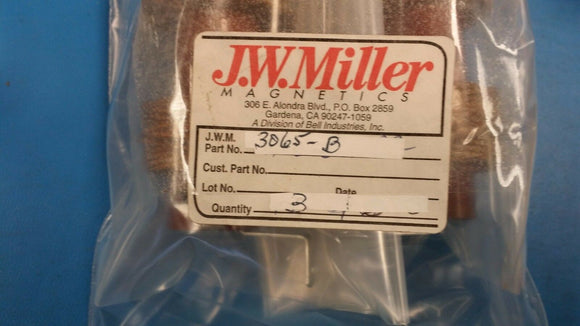 J.W.Miller
MAGNETICS
306 E. Alondra Blvd., P.O. Box 2859
Gardena, CA 90247-1059
A Division of Bell Industries, Inc.
J.W.M.
Part No. 3065-B
Cust. Part No.
Lot No. Date
Quantity 3